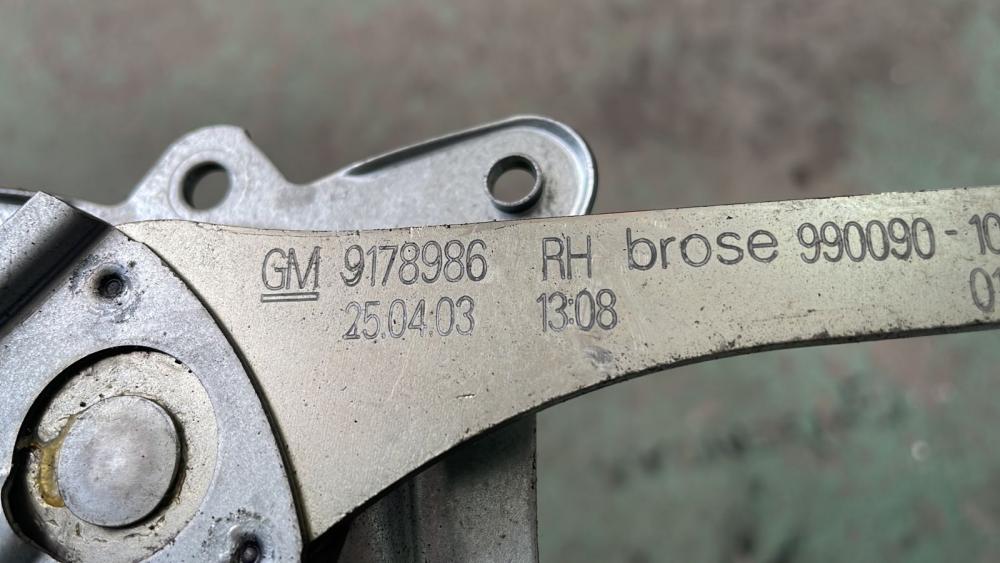 GM 9178986 RH brose 990090-10
25.04.03 13:08 01